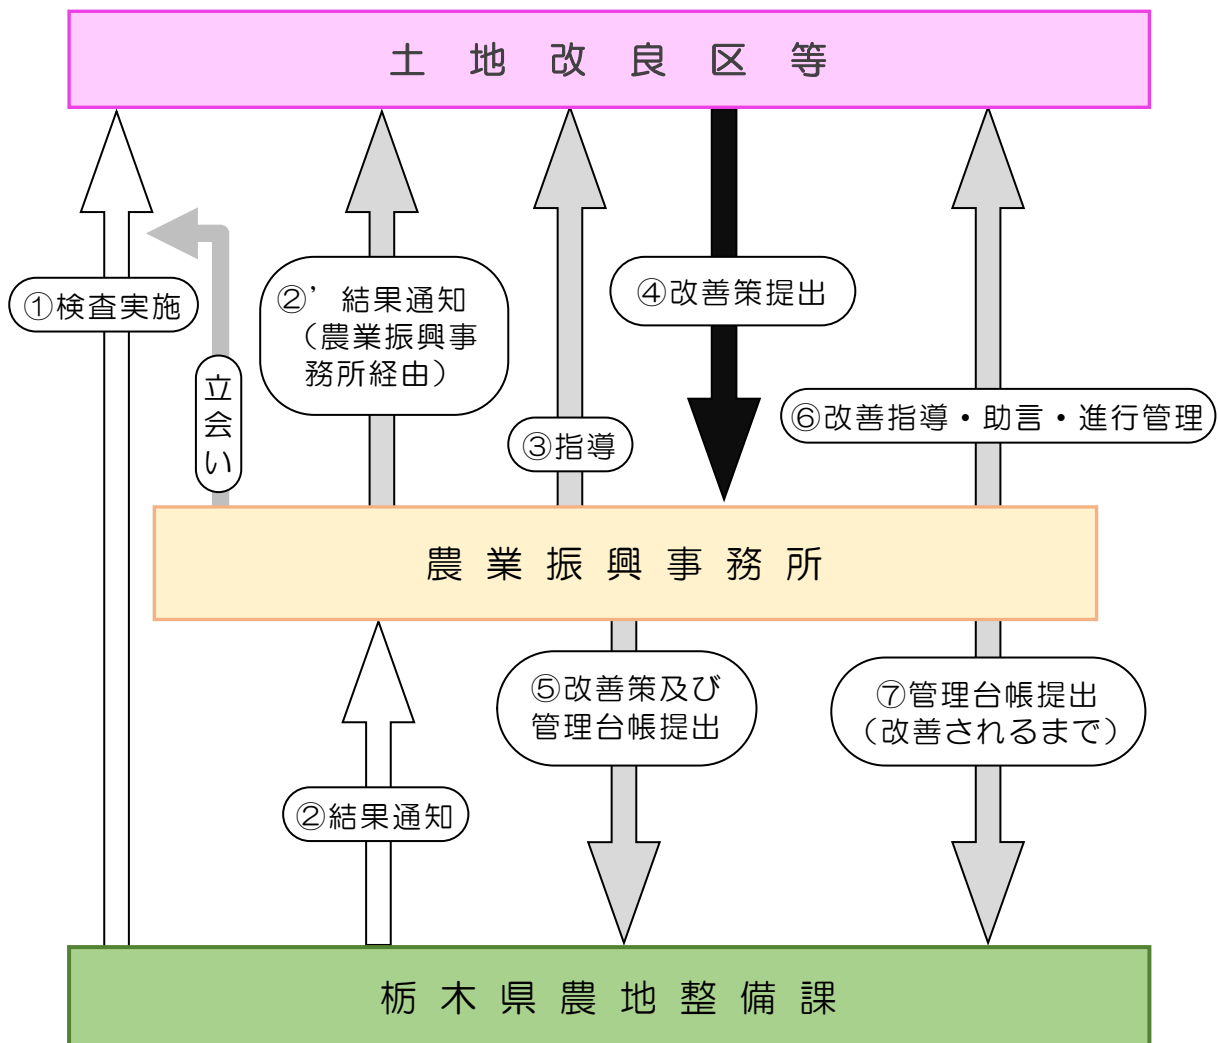 土地改良区等
①検査実施
立会い
②’結果通知
（農業振興事
務所経由）
③指導
④改善策提出
⑥改善指導・助言・進行管理
農業振興事務所
②結果通知
⑤改善策及び
管理台帳提出
⑦管理台帳提出
（改善されるまで）
栃木県農地整備課